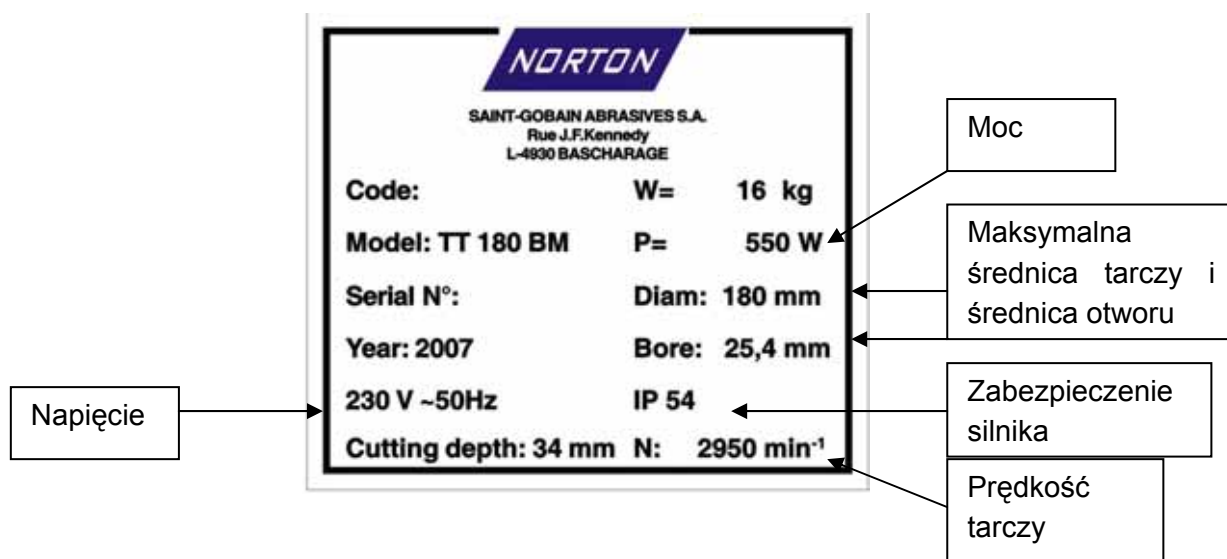 NORTON
SAINT-GOBAIN ABRASIVES S.A.
Rue J.F.Kennedy
L-4930 BASCHARAGE
Code: W= 16 kg
Model: TT 180 BM P= 550 W
Serial N°: Diam: 180 mm
Year: 2007 Bore: 25,4 mm
230 V ~50Hz IP 54
Cutting depth: 34 mm N: 2950 min⁻¹
Napięcie
Moc
Maksymalna
średnica tarczy i
średnica otworu
Zabezpieczenie
silnika
Prędkość
tarczy